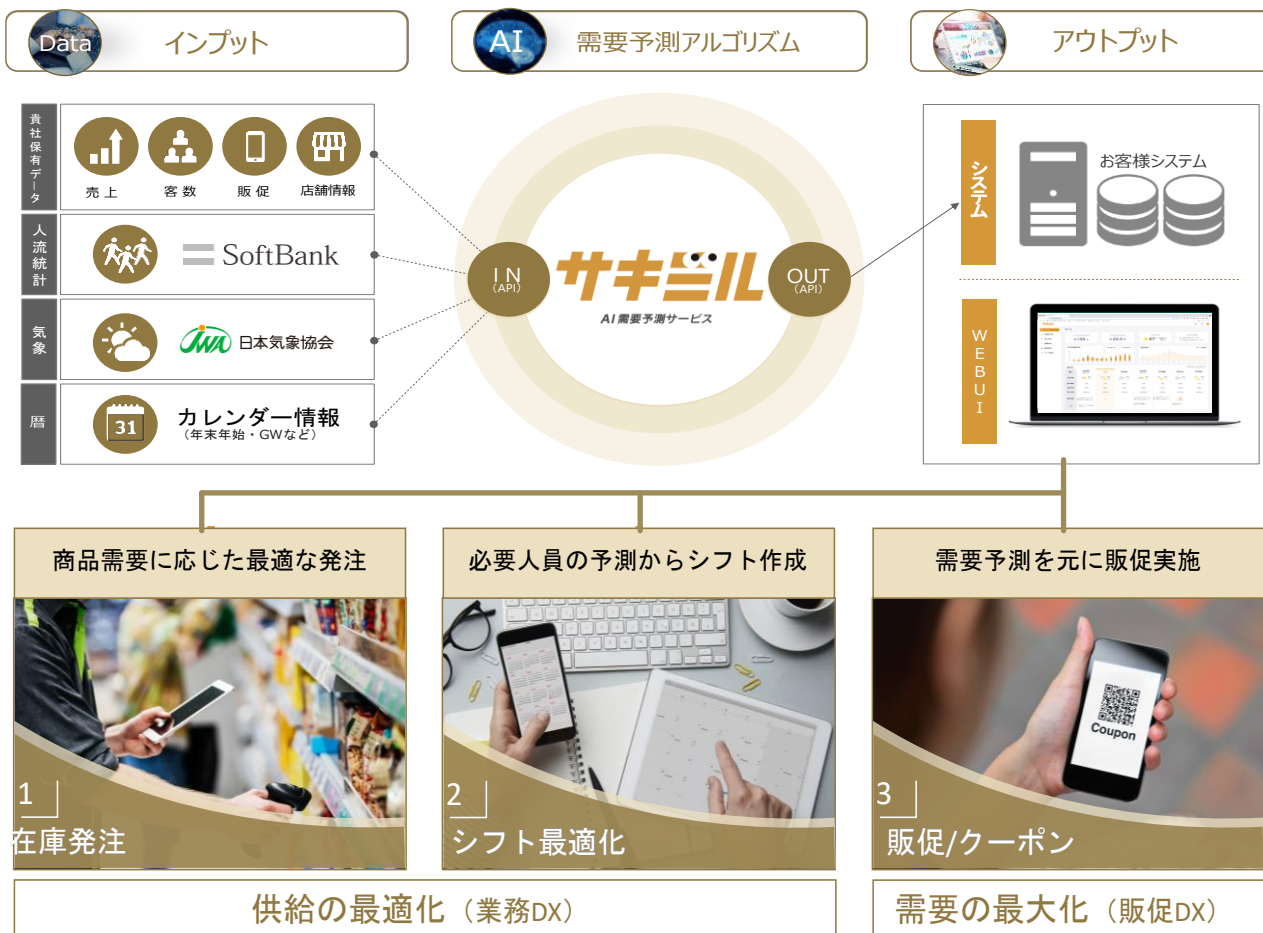 Data
インプット
AI
需要予測アルゴリズム
アウトプット
貴社保有データ
売上
客数
販促
店舗情報
人流統計
SoftBank
気象
JWA 日本気象協会
暦
31
カレンダー情報
(年末年始・GWなど)
IN
(API)
サキミル
AI需要予測サービス
OUT
(API)
システム
お客様システム
WEBUI
商品需要に応じた最適な発注
必要人員の予測からシフト作成
需要予測を元に販促実施
Coupon
1
在庫発注
2
シフト最適化
3
販促/クーポン
供給の最適化（業務DX）
需要の最大化（販促DX）